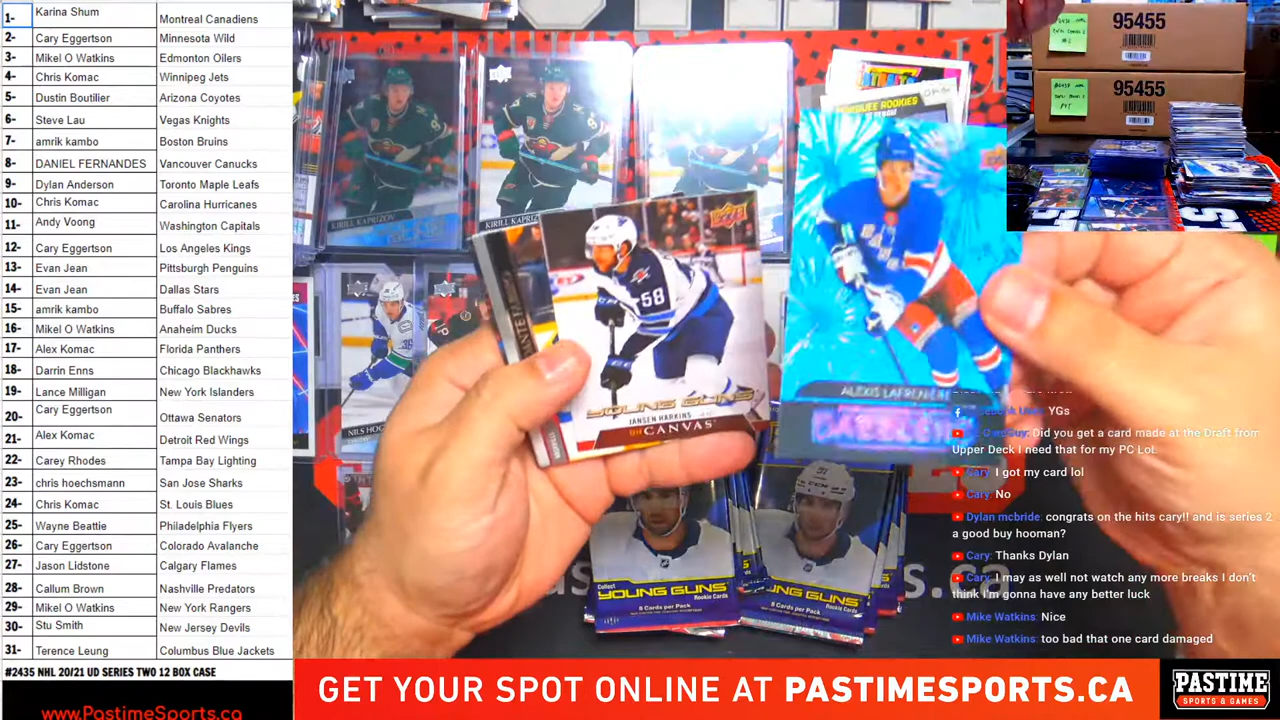 1- Karina Shum Montreal Canadiens
2- Cary Eggertson Minnesota Wild
3- Mikel O Watkins Edmonton Oilers
4- Chris Komac Winnipeg Jets
5- Dustin Boutilier Arizona Coyotes
6- Steve Lau Vegas Knights
7- amrik kambo Boston Bruins
8- DANIEL FERNANDES Vancouver Canucks
9- Dylan Anderson Toronto Maple Leafs
10- Chris Komac Carolina Hurricanes
11- Andy Voong Washington Capitals
12- Cary Eggertson Los Angeles Kings
13- Evan Jean Pittsburgh Penguins
14- Evan Jean Dallas Stars
15- amrik kambo Buffalo Sabres
16- Mikel O Watkins Anaheim Ducks
17- Alex Komac Florida Panthers
18- Darrin Enns Chicago Blackhawks
19- Lance Milligan New York Islanders
20- Cary Eggertson Ottawa Senators
21- Alex Komac Detroit Red Wings
22- Carey Rhodes Tampa Bay Lighting
23- chris hoechsmann San Jose Sharks
24- Chris Komac St. Louis Blues
25- Wayne Beattie Philadelphia Flyers
26- Cary Eggertson Colorado Avalanche
27- Jason Lidstone Calgary Flames
28- Callum Brown Nashville Predators
29- Mikel O Watkins New York Rangers
30- Stu Smith New Jersey Devils
31- Terence Leung Columbus Blue Jackets
#2435 NHL 20/21 UD SERIES TWO 12 BOX CASE
www.PastimeSports.ca
95455
95455
ROOKIES
KIRILL KAPRIZOV
KIRILL KAPRIZ
58
YOUNG GUNS
JANSEN HARKINS
UD CANVAS
ALEXIS LAFRENIÈRE
NILS HOG
Collect
YOUNG GUNS
Rookie Cards
8 Cards per Pack
YOUNG GUNS
Rookie Cards
8 Cards per Pack
.ca
YGs
Did you get a card made at the Draft from
Upper Deck I need that for my PC Lol.
Cary: I got my card lol
Cary: No
Dylan mcbride: congrats on the hits cary!! and is series 2
a good buy hooman?
Cary: Thanks Dylan
Cary: I may as well not watch any more breaks I don't
think I'm gonna have any better luck
Mike Watkins: Nice
Mike Watkins: too bad that one card damaged
GET YOUR SPOT ONLINE AT PASTIMESPORTS.CA
PASTIME
SPORTS & GAMES